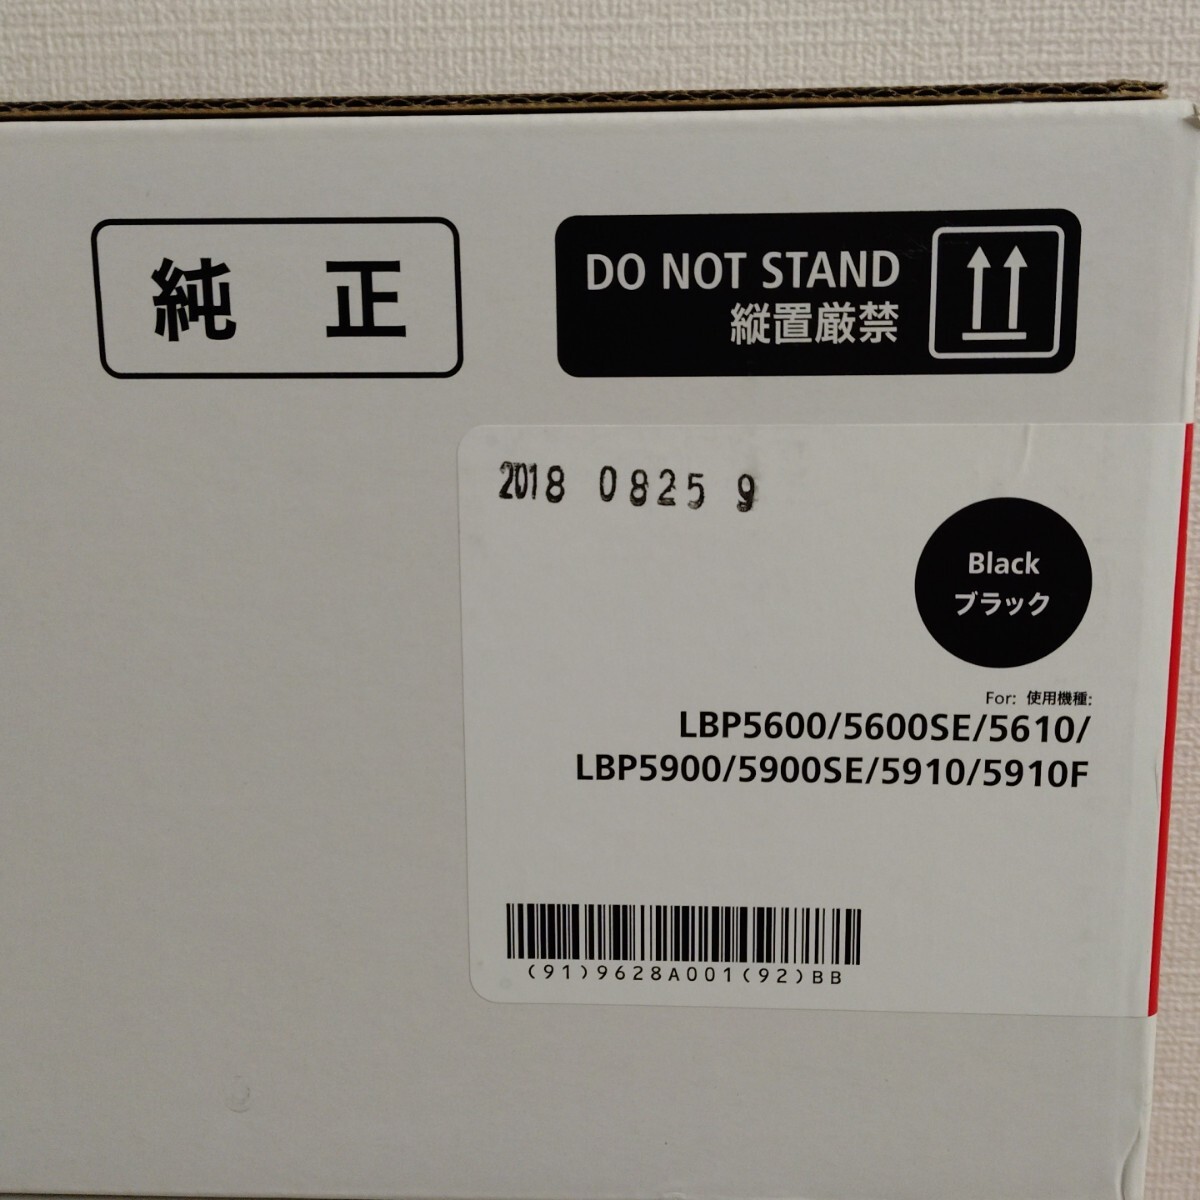 純正
DO NOT STAND
縦置厳禁
2018 0825 9
Black
ブラック
For: 使用機種:
LBP5600/5600SE/5610/
LBP5900/5900SE/5910/5910F
(91)9628A001(92)BB